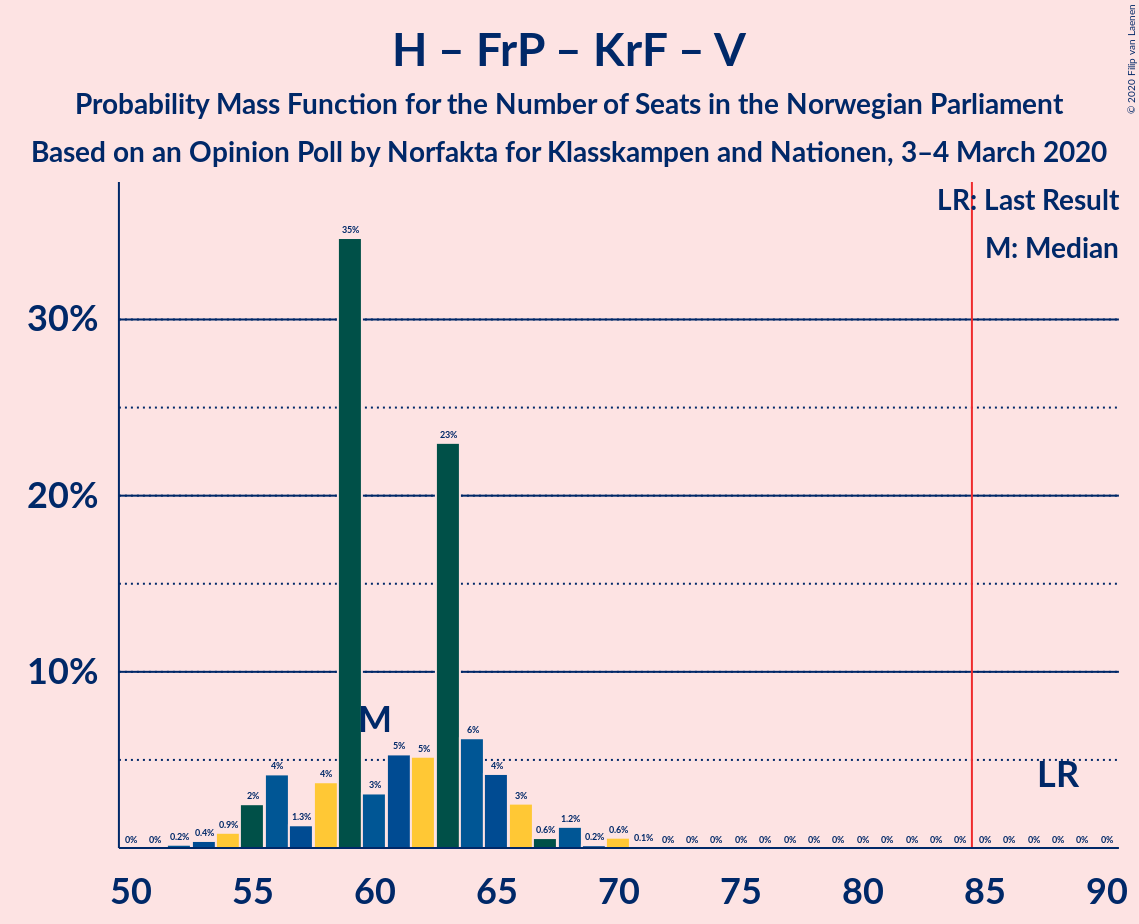 H – FrP – KrF – V
Probability Mass Function for the Number of Seats in the Norwegian Parliament
Based on an Opinion Poll by Norfakta for Klasskampen and Nationen, 3–4 March 2020
© 2020 Filip van Laenen
LR: Last Result
M: Median
30%
20%
10%
M
LR
0% 0% 0.2% 0.4% 0.9% 2% 4% 1.3% 4% 35% 3% 5% 5% 23% 6% 4% 3% 0.6% 1.2% 0.2% 0.6% 0.1% 0% 0% 0% 0% 0% 0% 0% 0% 0% 0% 0% 0% 0% 0% 0% 0% 0% 0% 0%
50 55 60 65 70 75 80 85 90